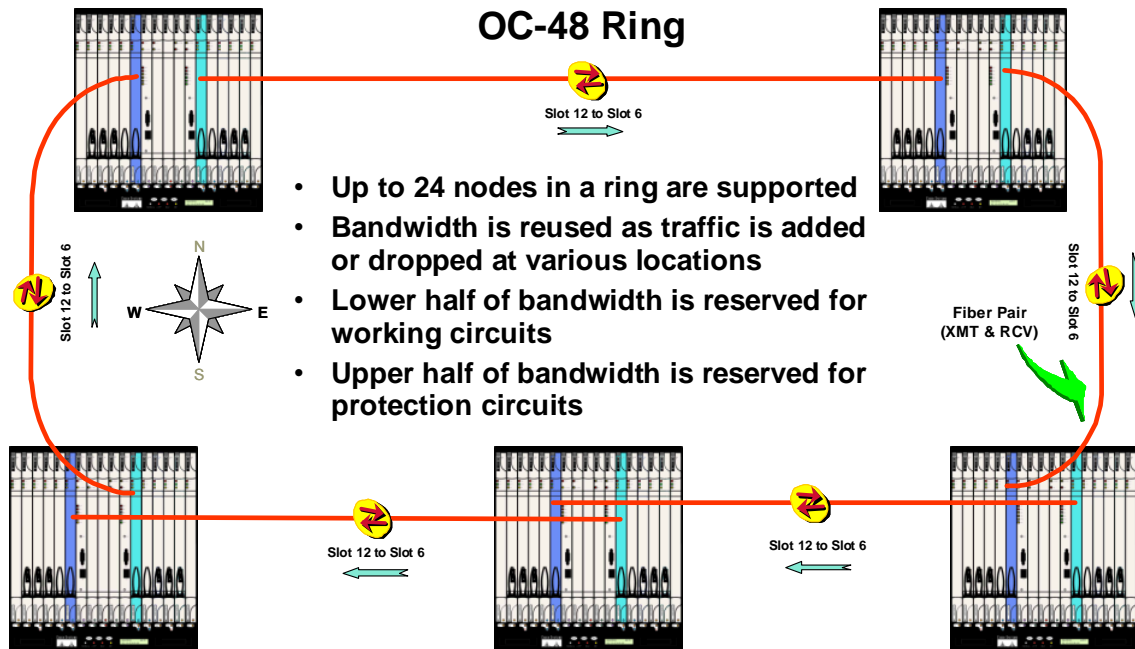 OC-48 Ring
Slot 12 to Slot 6
• Up to 24 nodes in a ring are supported
• Bandwidth is reused as traffic is added
or dropped at various locations
• Lower half of bandwidth is reserved for
working circuits
• Upper half of bandwidth is reserved for
protection circuits
Slot 12 to Slot 6
N
W
E
S
Slot 12 to Slot 6
Fiber Pair
(XMT & RCV)
Slot 12 to Slot 6
Slot 12 to Slot 6